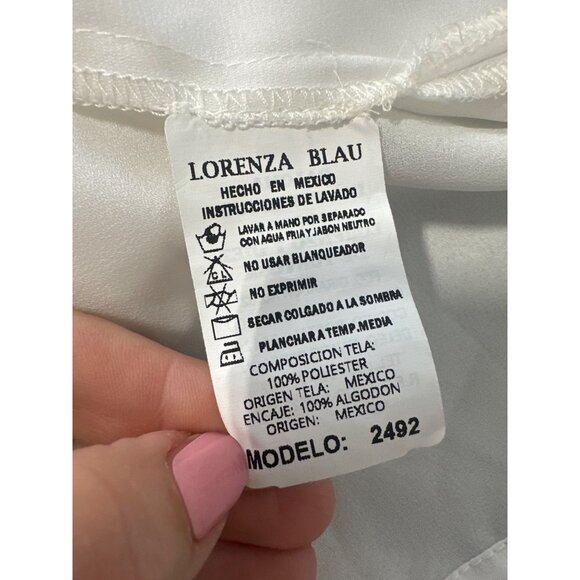 LORENZA BLAU
HECHO EN MEXICO
INSTRUCCIONES DE LAVADO
LAVAR A MANO POR SEPARADO
CON AGUA FRIA Y JABON NEUTRO
NO USAR BLANQUEADOR
CL
NO EXPRIMIR
SECAR COLGADO A LA SOMBRA
PLANCHAR A TEMP.MEDIA
COMPOSICION TELA:
100% POLIESTER
ORIGEN TELA: MEXICO
ENCAJE: 100% ALGODON
ORIGEN: MEXICO
MODELO: 2492